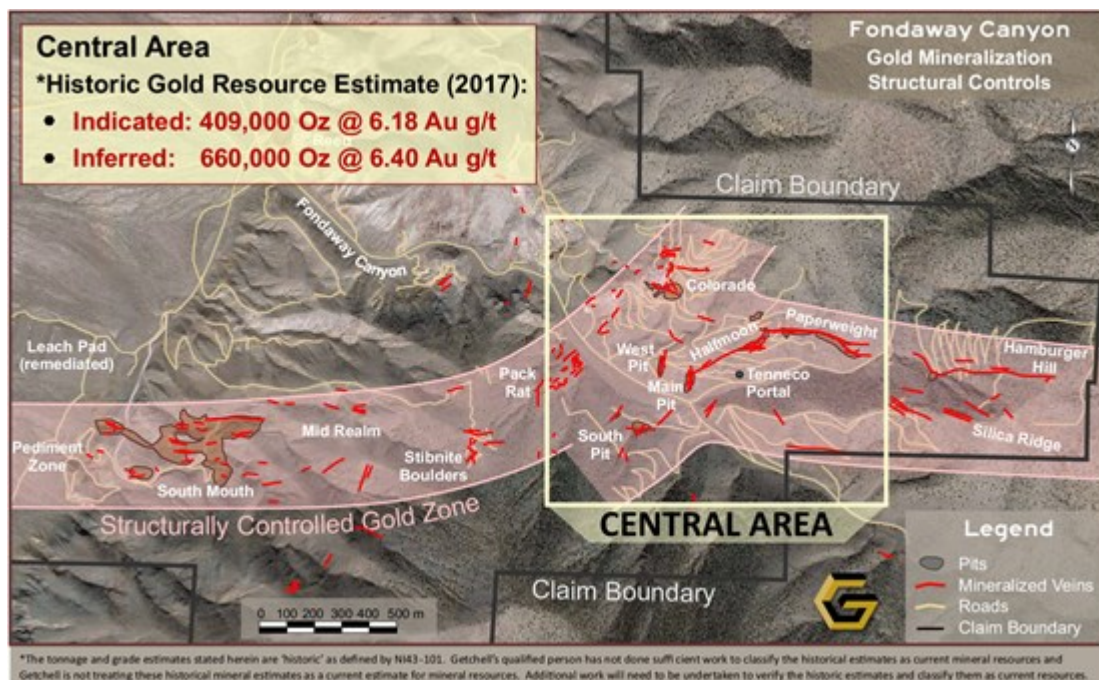 Central Area
*Historic Gold Resource Estimate (2017):
• Indicated: 409,000 Oz @ 6.18 Au g/t
• Inferred: 660,000 Oz @ 6.40 Au g/t
Fondaway Canyon
Gold Mineralization
Structural Controls
Reed
Claim Boundary
Fondaway Canyon
Colorado
Paperweight
Halfmoon
Hamburger
Hill
Leach Pad
(remediated)
West
Pit
Pack
Rat
Main
Pit
Tenneco
Portal
Mid Realm
South
Pit
Silica Ridge
Pediment
Zone
Stibnite
Boulders
South Mouth
Structurally Controlled Gold Zone
CENTRAL AREA
Claim Boundary
Legend
Pits
Mineralized Veins
Roads
Claim Boundary
0 100 200 300 400 500 m
*The tonnage and grade estimates stated herein are 'historic' as defined by NI43-101. Getchell's qualified person has not done sufficient work to classify the historical estimates as current mineral resources and
Getchell is not treating these historical mineral estimates as a current estimate for mineral resources. Additional work will need to be undertaken to verify the historic estimates and classify them as current resources.